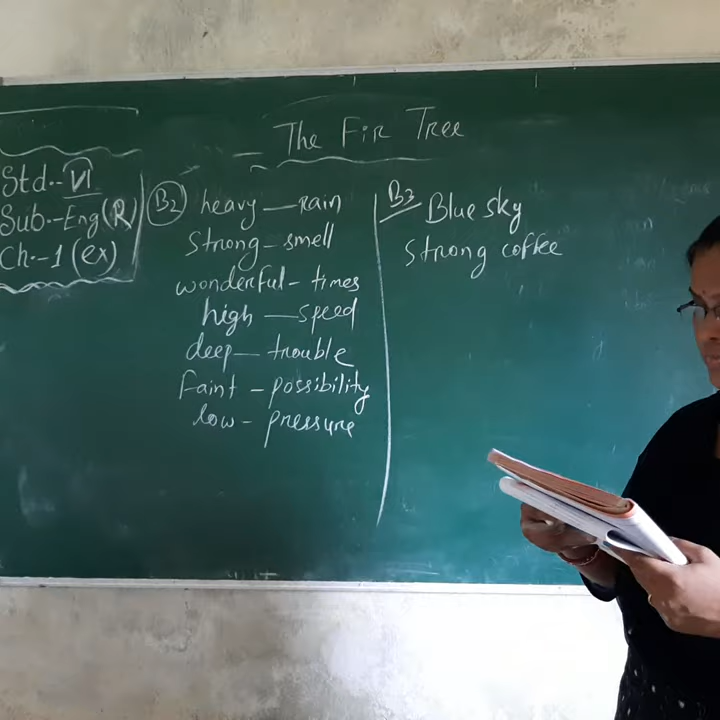 The Fir Tree
Std.- VI
Sub.- Eng(R)
Ch.- 1 (ex)
B2
heavy — rain
Strong - smell
wonderful - times
high — speed
deep — trouble
Faint - possibility
low - pressure
B3
Blue sky
Strong coffee